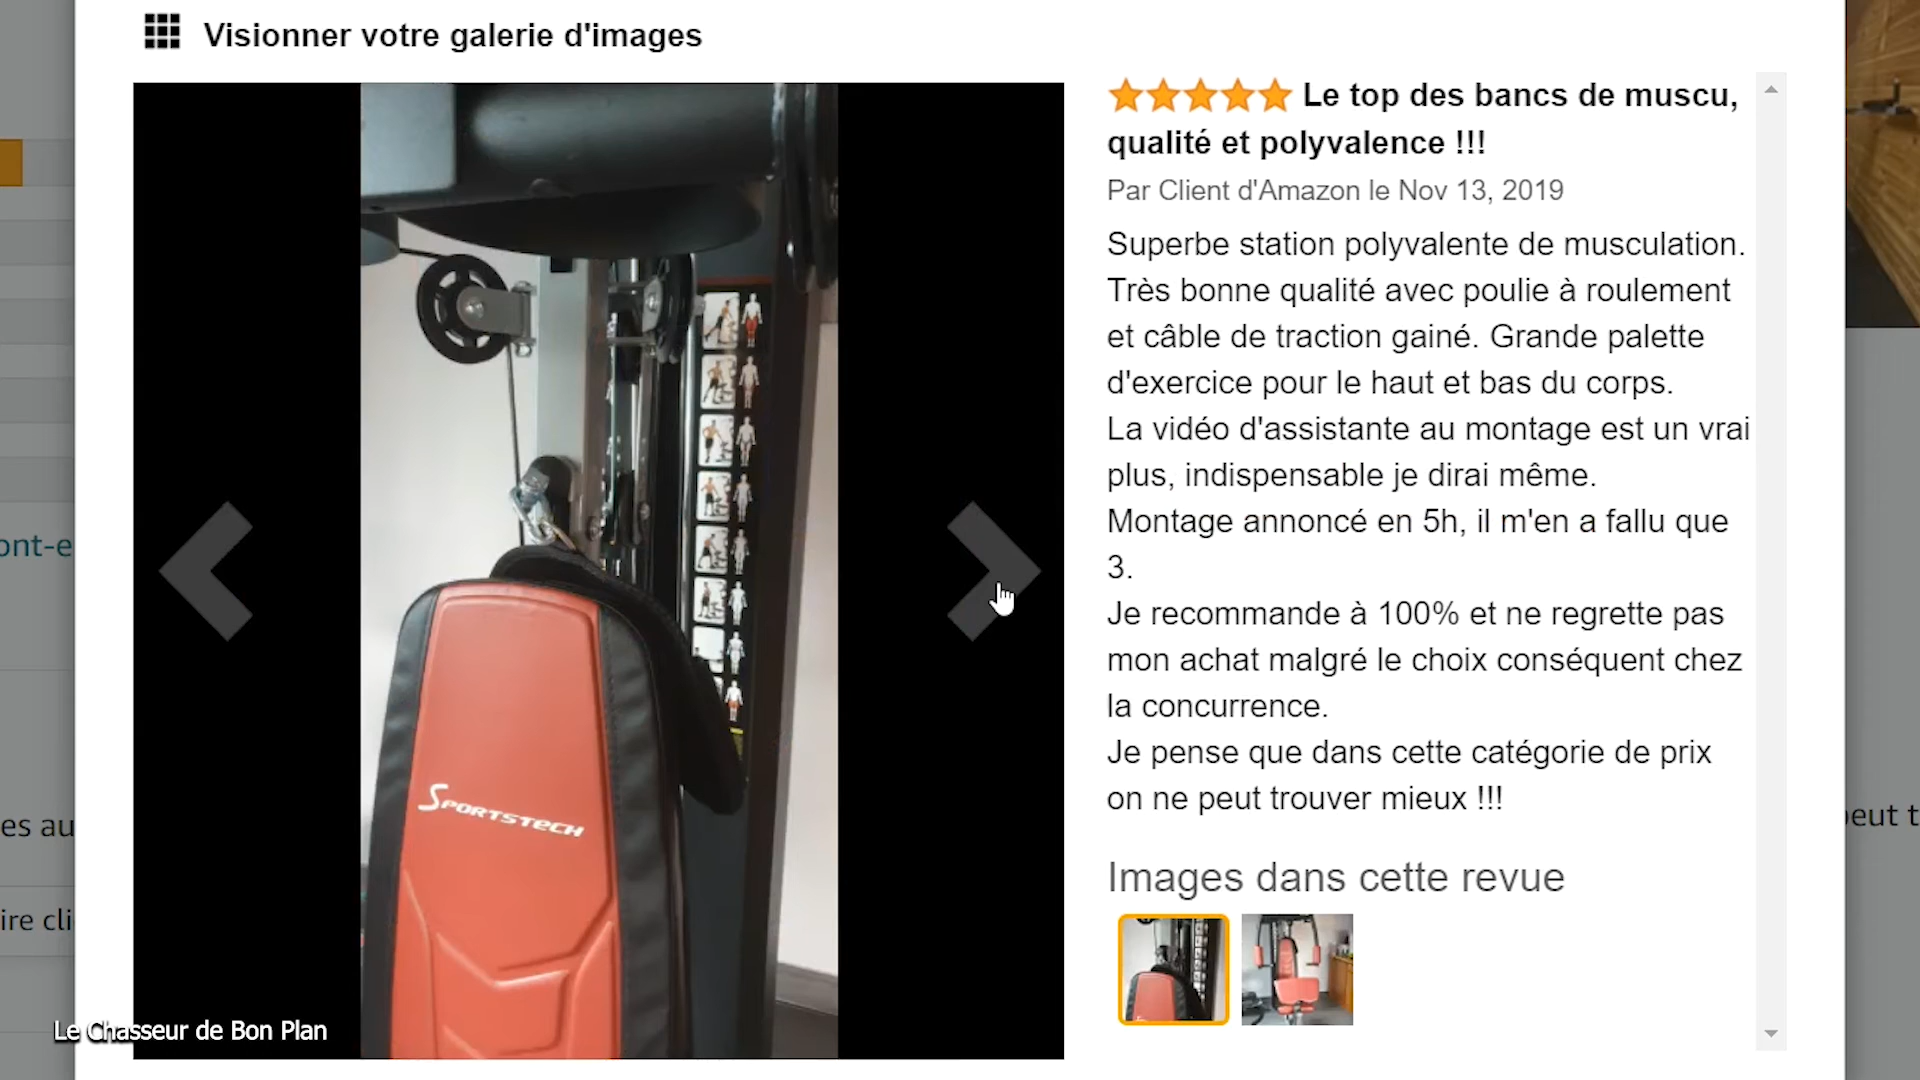 Visionner votre galerie d'images
Le top des bancs de muscu,
qualité et polyvalence !!!
Par Client d'Amazon le Nov 13, 2019
Superbe station polyvalente de musculation.
Très bonne qualité avec poulie à roulement
et câble de traction gainé. Grande palette
d'exercice pour le haut et bas du corps.
La vidéo d'assistante au montage est un vrai
plus, indispensable je dirai même.
Montage annoncé en 5h, il m'en a fallu que
3.
Je recommande à 100% et ne regrette pas
mon achat malgré le choix conséquent chez
la concurrence.
Je pense que dans cette catégorie de prix
on ne peut trouver mieux !!!
Images dans cette revue
SPORTSTECH
ont-e
es au
ire cli
peut t
Le Chasseur de Bon Plan